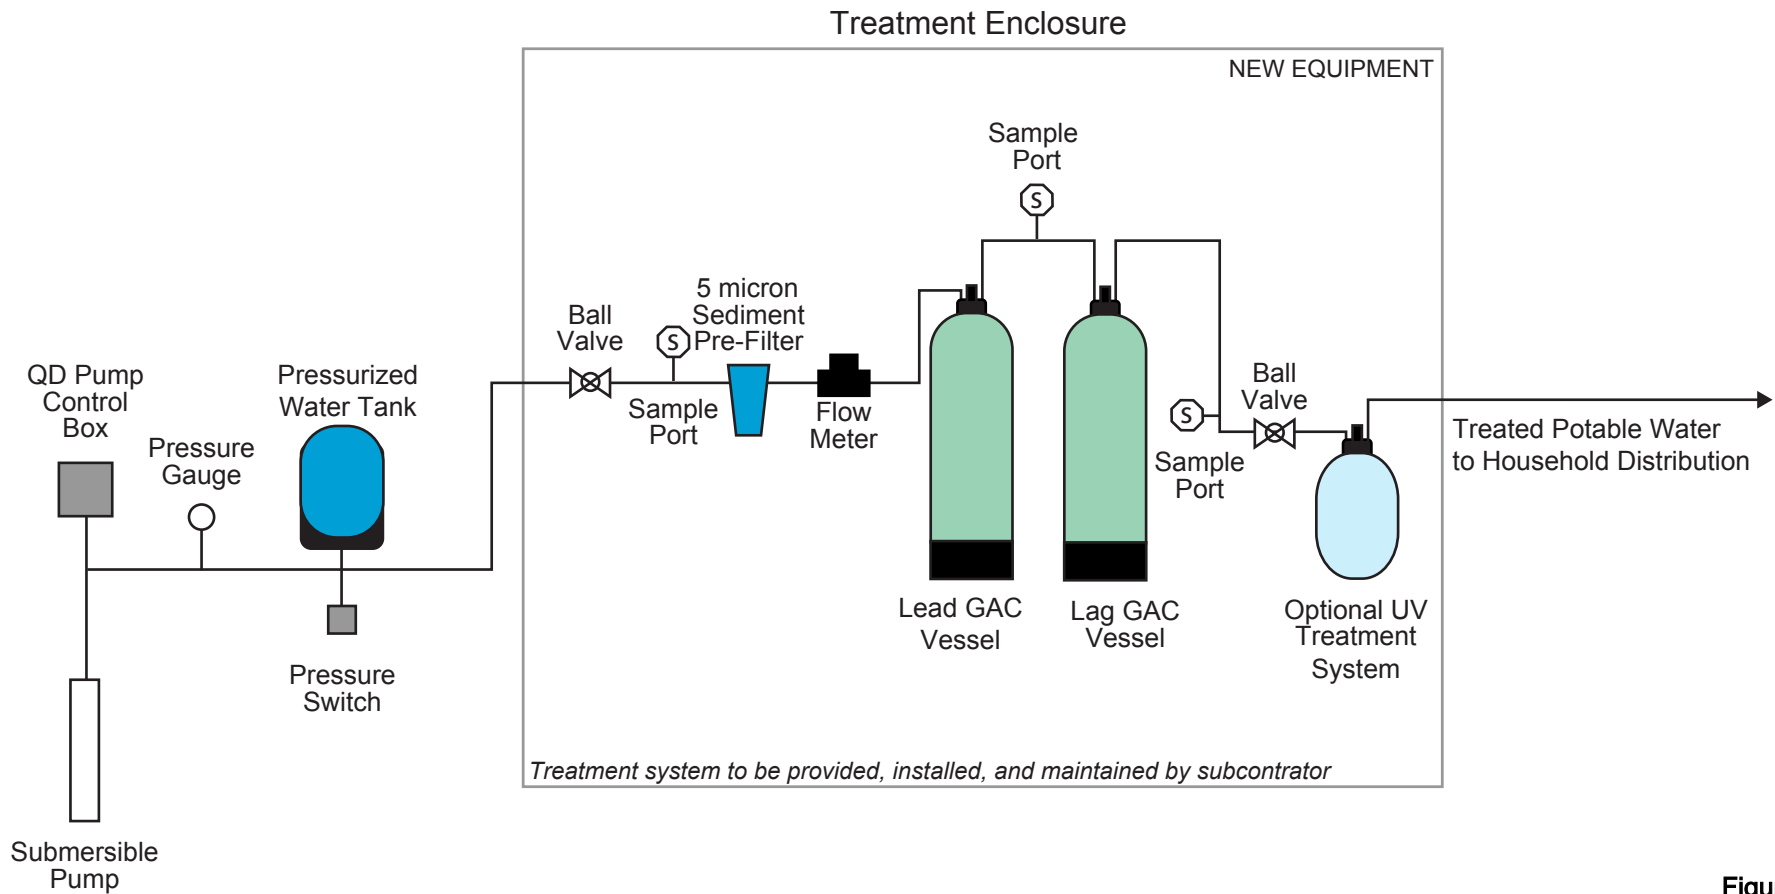 Treatment Enclosure
NEW EQUIPMENT
Sample
Port
S
5 micron
Sediment
Pre-Filter
Ball
Valve
S
Sample
Port
Flow
Meter
QD Pump
Control
Box
Pressure
Gauge
Pressurized
Water Tank
Pressure
Switch
Submersible
Pump
Lead GAC
Vessel
Lag GAC
Vessel
S
Sample
Port
Ball
Valve
Optional UV
Treatment
System
Treated Potable Water
to Household Distribution
Treatment system to be provided, installed, and maintained by subcontrator
Figu